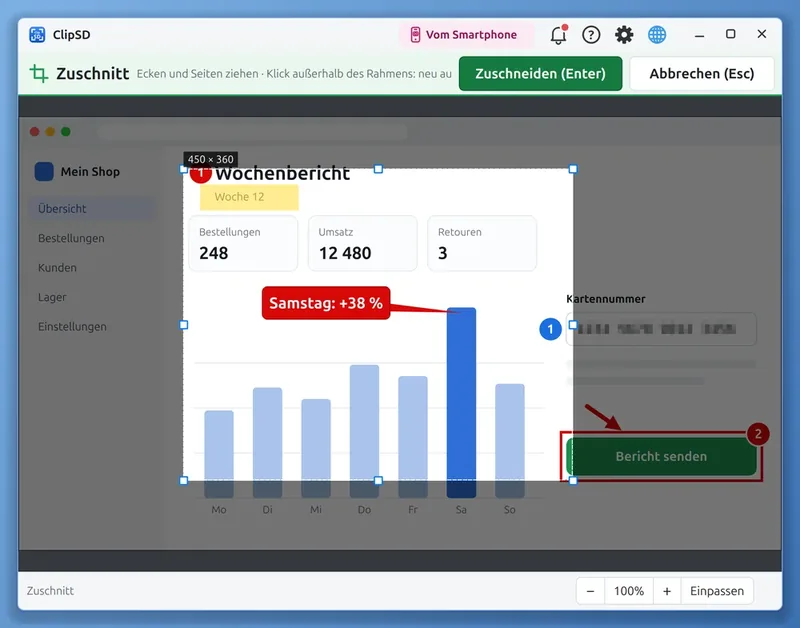 ClipSD
Vom Smartphone
Zuschnitt
Ecken und Seiten ziehen · Klick außerhalb des Rahmens: neu au
Zuschneiden (Enter)
Abbrechen (Esc)
450 × 360
Mein Shop
Übersicht
Bestellungen
Kunden
Lager
Einstellungen
1 Wochenbericht
Woche 12
Bestellungen
248
Umsatz
12 480
Retouren
3
Samstag: +38 %
Mo Di Mi Do Fr Sa So
Kartennummer
1
2
Bericht senden
Zuschnitt
− 100% + Einpassen